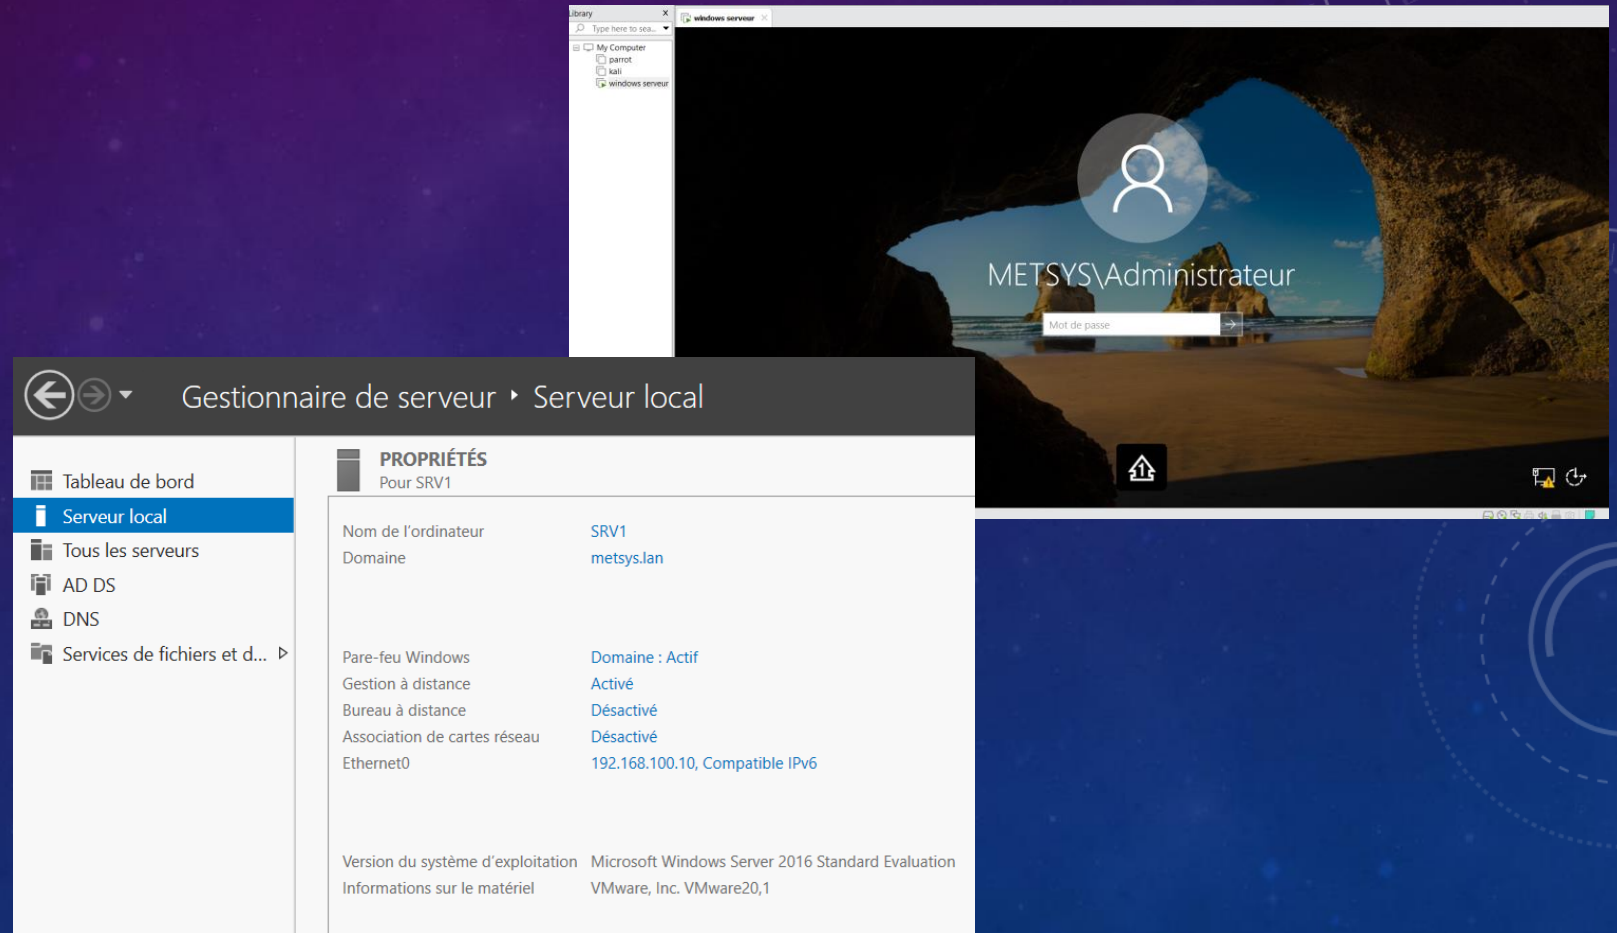 Library
windows serveur
Type here to sea...
My Computer
parrot
kali
windows serveur
METSYS\Administrateur
Mot de passe
Gestionnaire de serveur ‣ Serveur local
Tableau de bord
Serveur local
Tous les serveurs
AD DS
DNS
Services de fichiers et d...
PROPRIÉTÉS
Pour SRV1
Nom de l'ordinateur SRV1
Domaine metsys.lan
Pare-feu Windows Domaine : Actif
Gestion à distance Activé
Bureau à distance Désactivé
Association de cartes réseau Désactivé
Ethernet0 192.168.100.10, Compatible IPv6
Version du système d'exploitation Microsoft Windows Server 2016 Standard Evaluation
Informations sur le matériel VMware, Inc. VMware20,1